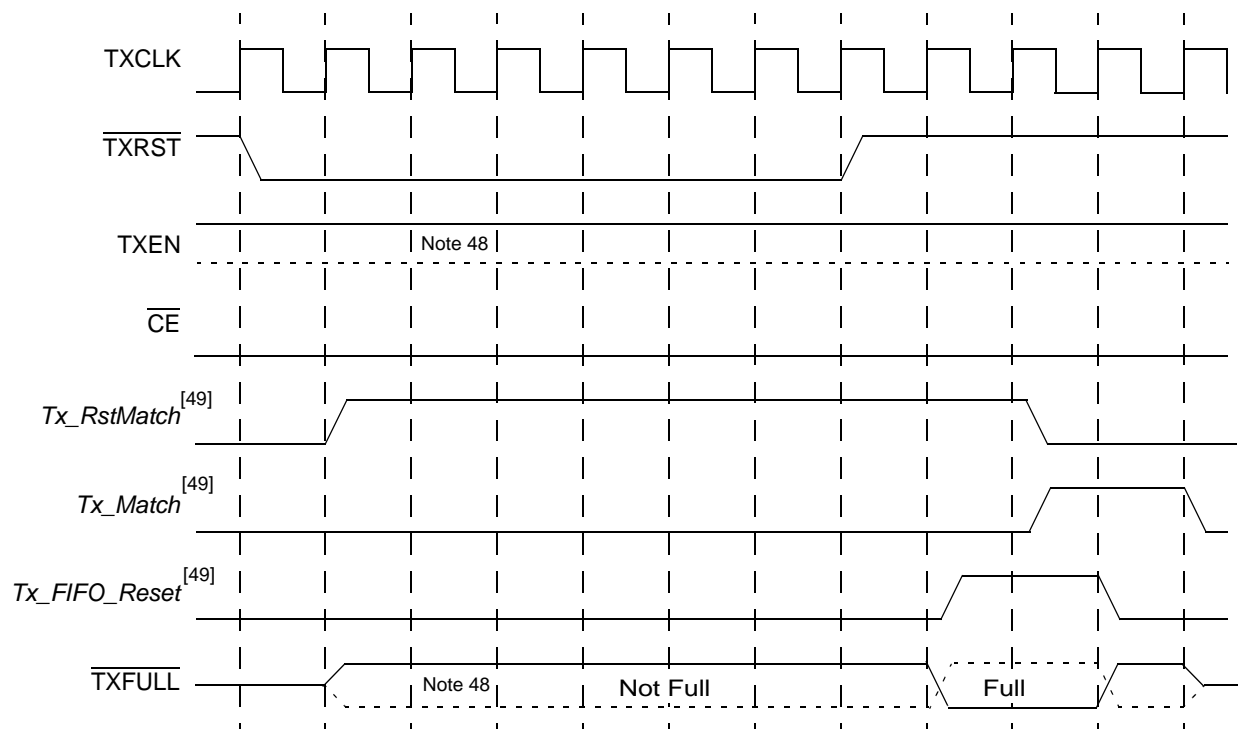 TXCLK
TXRST
TXEN
Note 48
CE
Tx_RstMatch[49]
Tx_Match[49]
Tx_FIFO_Reset[49]
TXFULL
Note 48
Not Full
Full